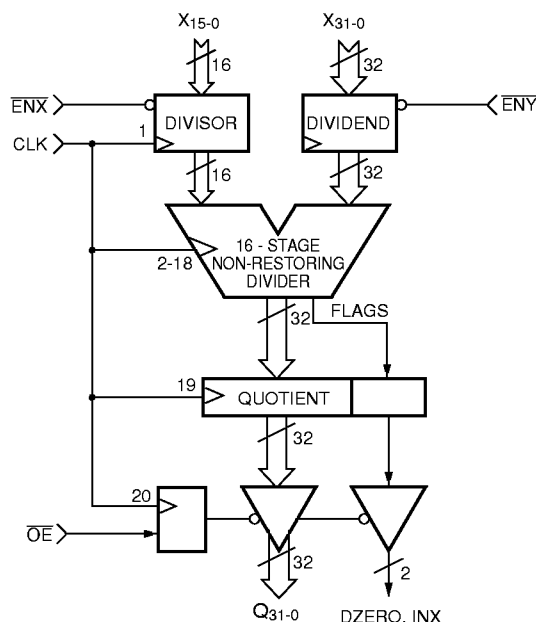 X15-0 X31-0
16 32
ENX DIVISOR DIVIDEND ENY
CLK 1
16 32
16 - STAGE
2-18 NON-RESTORING
DIVIDER
32 FLAGS
19 QUOTIENT
32
20
OE
32 2
Q31-0 DZERO, INX